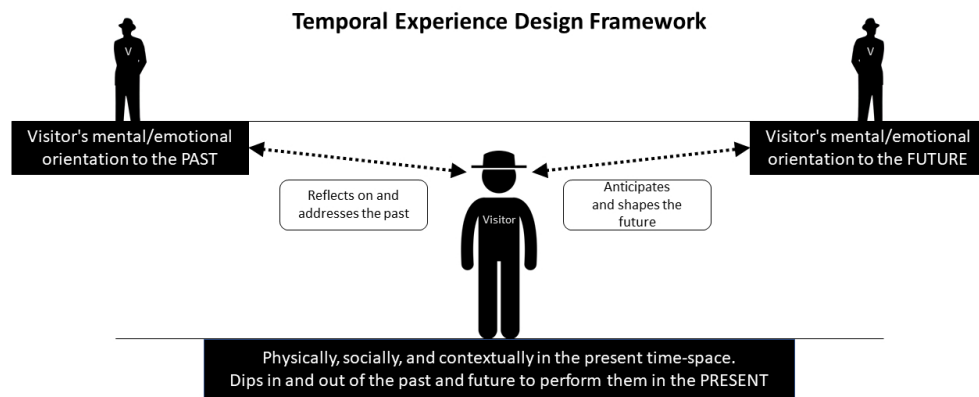 Temporal Experience Design Framework
V
V
Visitor's mental/emotional
orientation to the PAST
Visitor's mental/emotional
orientation to the FUTURE
Reflects on and
addresses the past
Anticipates
and shapes the
future
Visitor
Physically, socially, and contextually in the present time-space.
Dips in and out of the past and future to perform them in the PRESENT